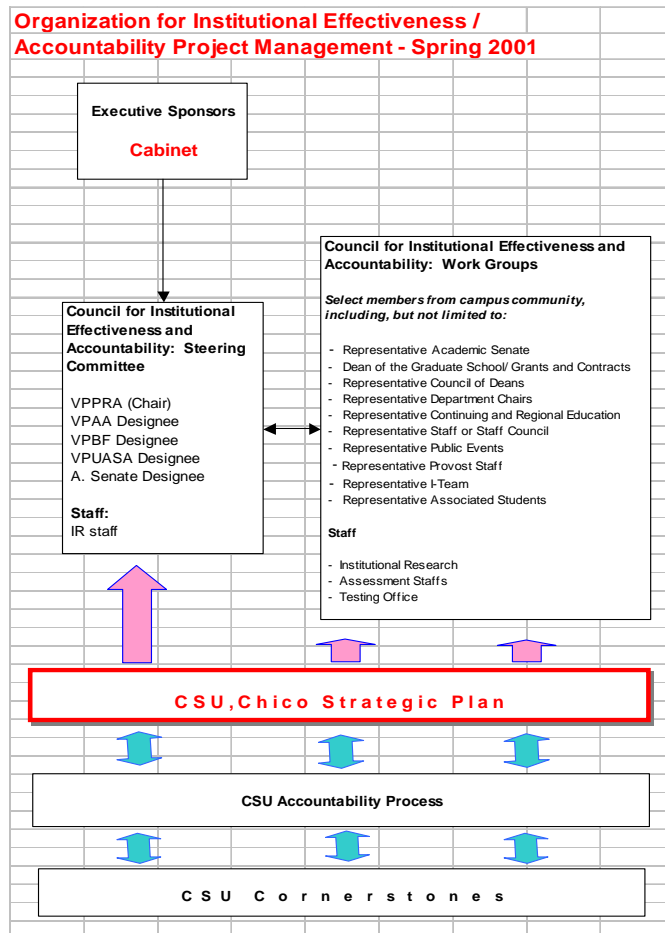 Organization for Institutional Effectiveness /
Accountability Project Management - Spring 2001
Executive Sponsors
Cabinet
Council for Institutional
Effectiveness and
Accountability: Steering
Committee
VPPRA (Chair)
VPAA Designee
VPBF Designee
VPUASA Designee
A. Senate Designee
Staff:
IR staff
Council for Institutional Effectiveness and
Accountability: Work Groups
Select members from campus community,
including, but not limited to:
- Representative Academic Senate
- Dean of the Graduate School/ Grants and Contracts
- Representative Council of Deans
- Representative Department Chairs
- Representative Continuing and Regional Education
- Representative Staff or Staff Council
- Representative Public Events
- Representative Provost Staff
- Representative I-Team
- Representative Associated Students
Staff
- Institutional Research
- Assessment Staffs
- Testing Office
CSU, Chico Strategic Plan
CSU Accountability Process
CSU Cornerstones